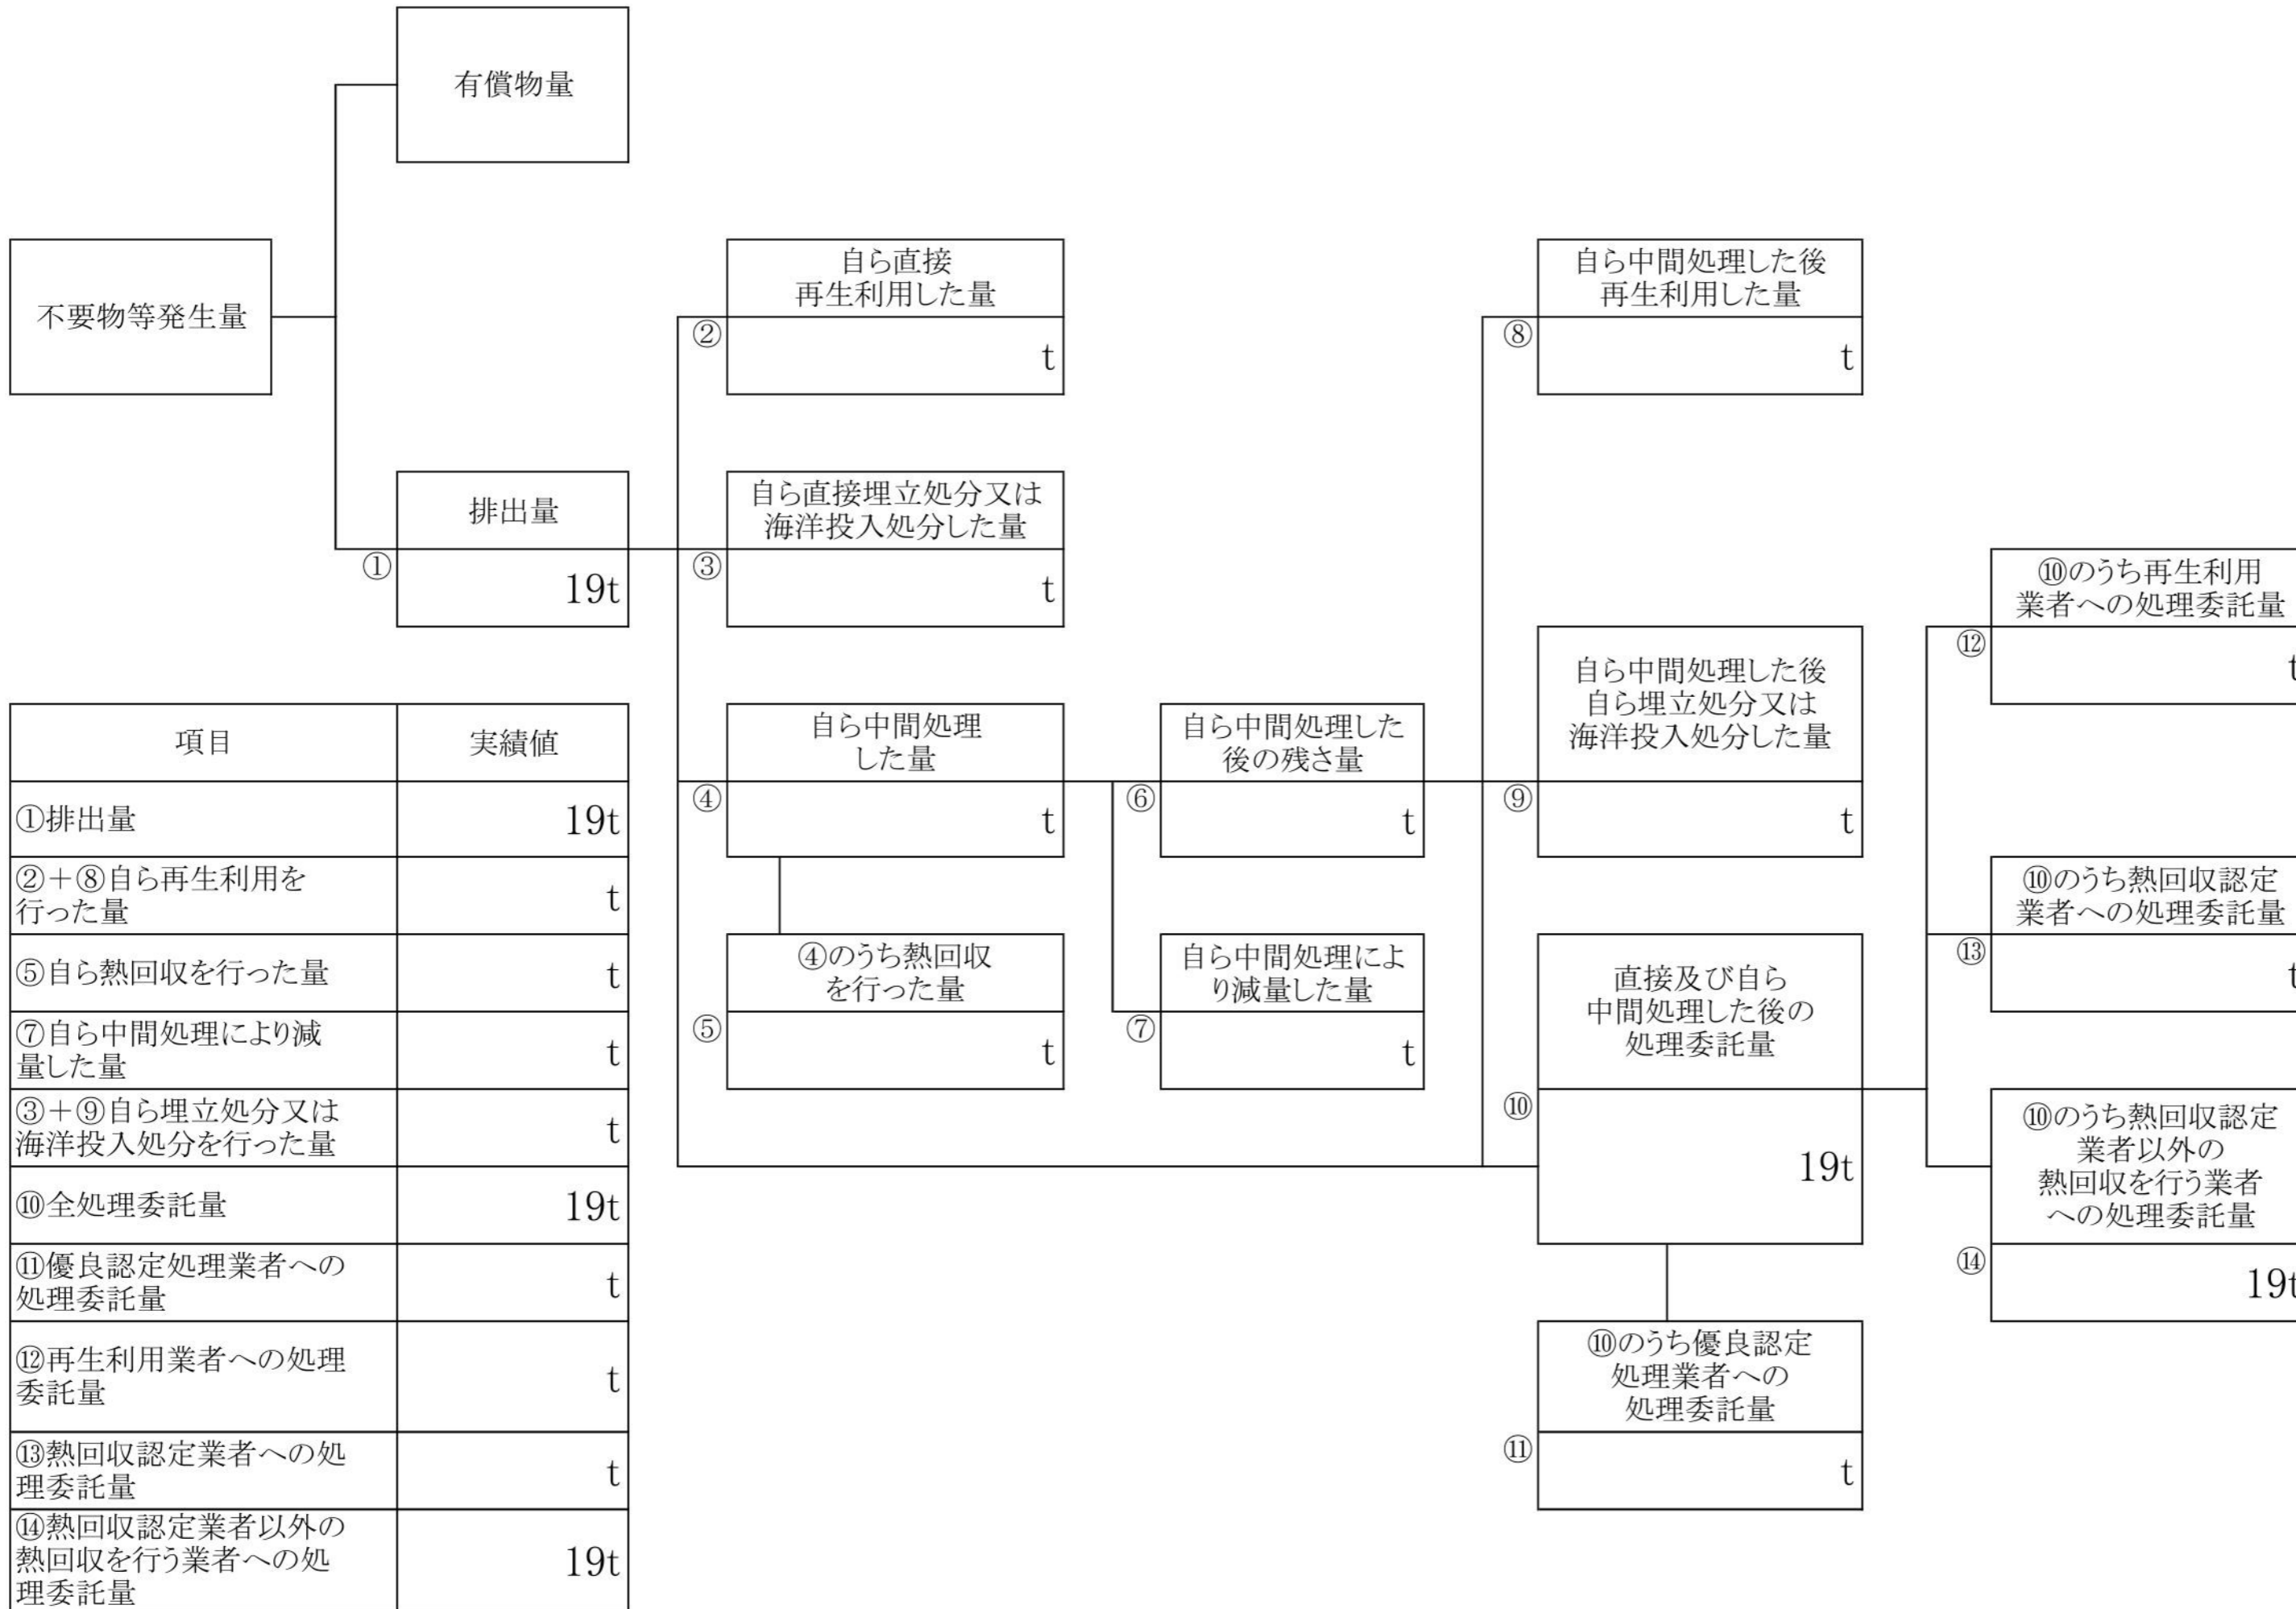 有償物量
不要物等発生量
自ら直接
再生利用した量
②
t
自ら中間処理した後
再生利用した量
⑧
t
排出量
①
19t
自ら直接埋立処分又は
海洋投入処分した量
③
t
⑩のうち再生利用
業者への処理委託量
⑫
t
自ら中間処理
した量
④
t
自ら中間処理した
後の残さ量
⑥
t
自ら中間処理した後
自ら埋立処分又は
海洋投入処分した量
⑨
t
⑩のうち熱回収認定
業者への処理委託量
⑬
t
④のうち熱回収
を行った量
⑤
t
自ら中間処理によ
り減量した量
⑦
t
直接及び自ら
中間処理した後の
処理委託量
⑩
19t
⑩のうち熱回収認定
業者以外の
熱回収を行う業者
への処理委託量
⑭
19t
⑩のうち優良認定
処理業者への
処理委託量
⑪
t
項目 実績値
①排出量 19t
②+⑧自ら再生利用を
行った量 t
⑤自ら熱回収を行った量 t
⑦自ら中間処理により減
量した量 t
③+⑨自ら埋立処分又は
海洋投入処分を行った量 t
⑩全処理委託量 19t
⑪優良認定処理業者への
処理委託量 t
⑫再生利用業者への処理
委託量 t
⑬熱回収認定業者への処
理委託量 t
⑭熱回収認定業者以外の
熱回収を行う業者への処
理委託量 19t